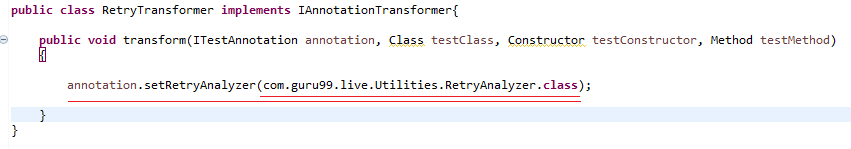 public class RetryTransformer implements IAnnotationTransformer{
public void transform(ITestAnnotation annotation, Class testClass, Constructor testConstructor, Method testMethod)
{
annotation.setRetryAnalyzer(com.guru99.live.Utilities.RetryAnalyzer.class);
}
}